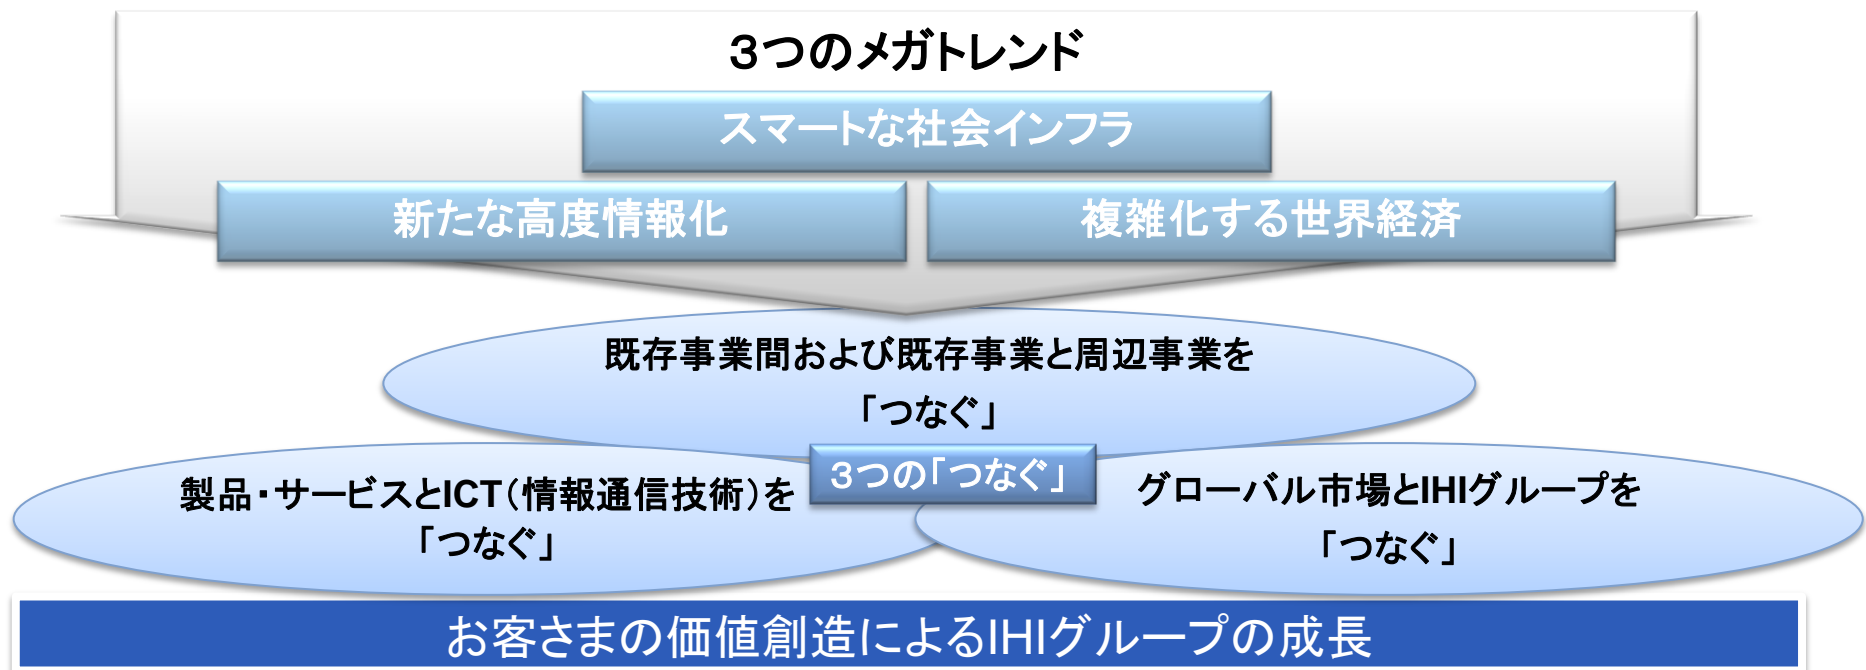 ３つのメガトレンド
スマートな社会インフラ
新たな高度情報化
複雑化する世界経済
既存事業間および既存事業と周辺事業を
「つなぐ」
３つの「つなぐ」
製品・サービスとICT（情報通信技術）を
「つなぐ」
グローバル市場とIHIグループを
「つなぐ」
お客さまの価値創造によるIHIグループの成長